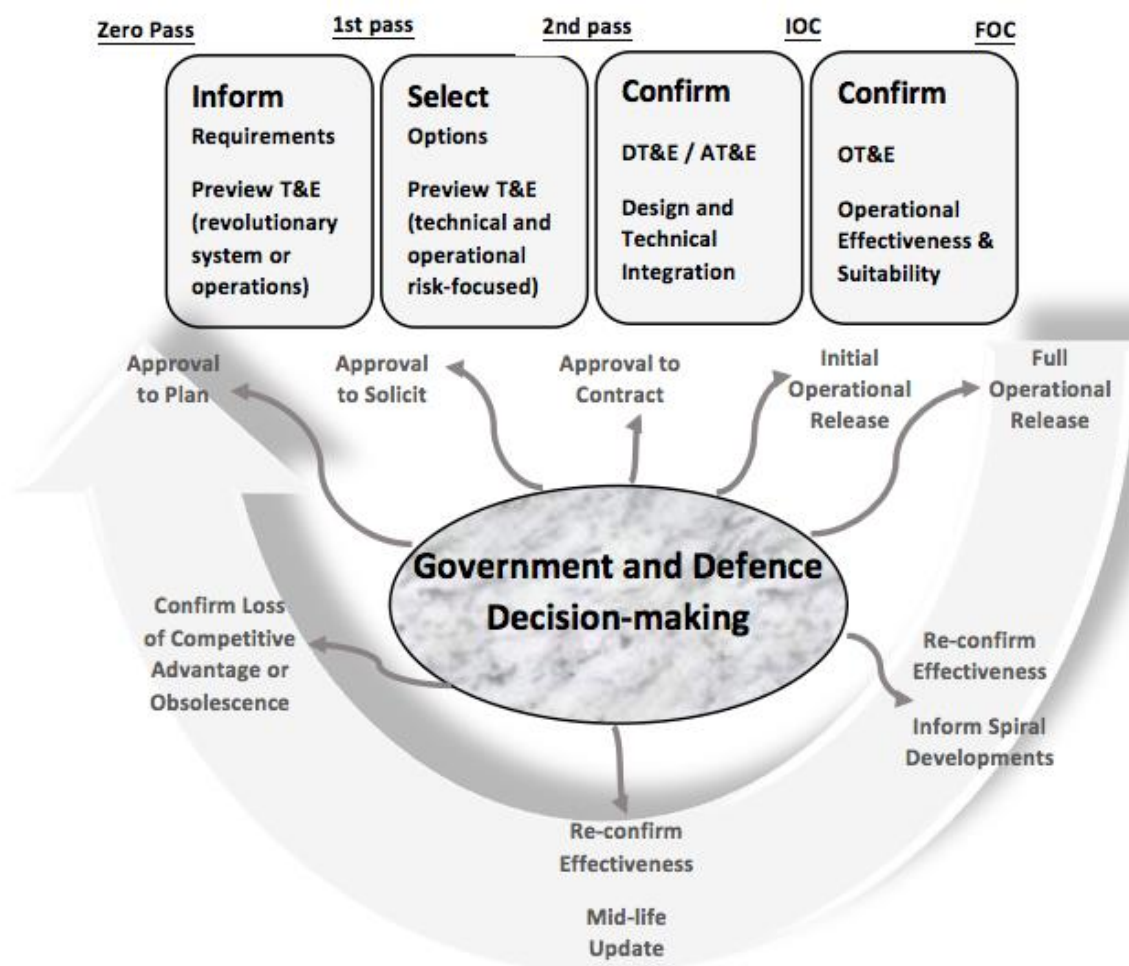 Zero Pass
1st pass
2nd pass
IOC
FOC
Inform
Requirements
Preview T&E
(revolutionary
system or
operations)
Select
Options
Preview T&E
(technical and
operational
risk-focused)
Confirm
DT&E / AT&E
Design and
Technical
Integration
Confirm
OT&E
Operational
Effectiveness &
Suitability
Approval
to Plan
Approval
to Solicit
Approval to
Contract
Initial
Operational
Release
Full
Operational
Release
Government and Defence
Decision-making
Confirm Loss
of Competitive
Advantage or
Obsolescence
Re-confirm
Effectiveness
Inform Spiral
Developments
Re-confirm
Effectiveness
Mid-life
Update